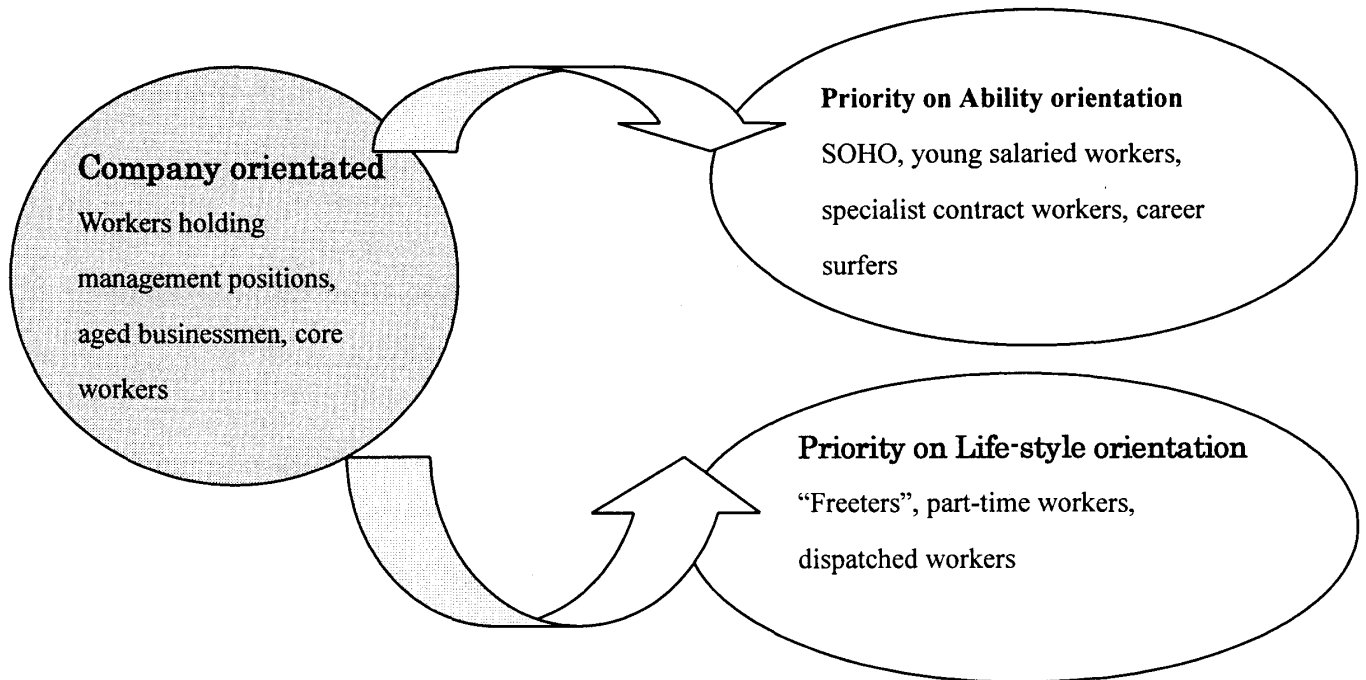 Company orientated
Workers holding
management positions,
aged businessmen, core
workers
Priority on Ability orientation
SOHO, young salaried workers,
specialist contract workers, career
surfers
Priority on Life-style orientation
“Freeters”, part-time workers,
dispatched workers